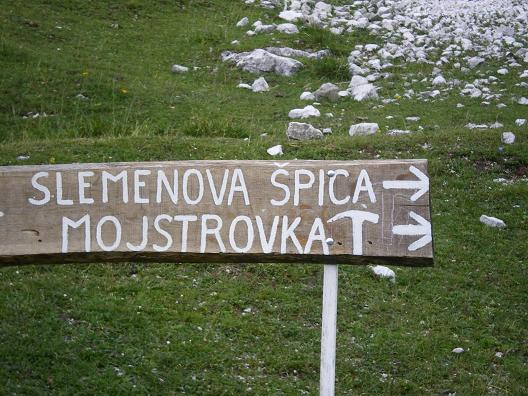 SLEMENOVA ŠPICA →
MOJSTROVKA →